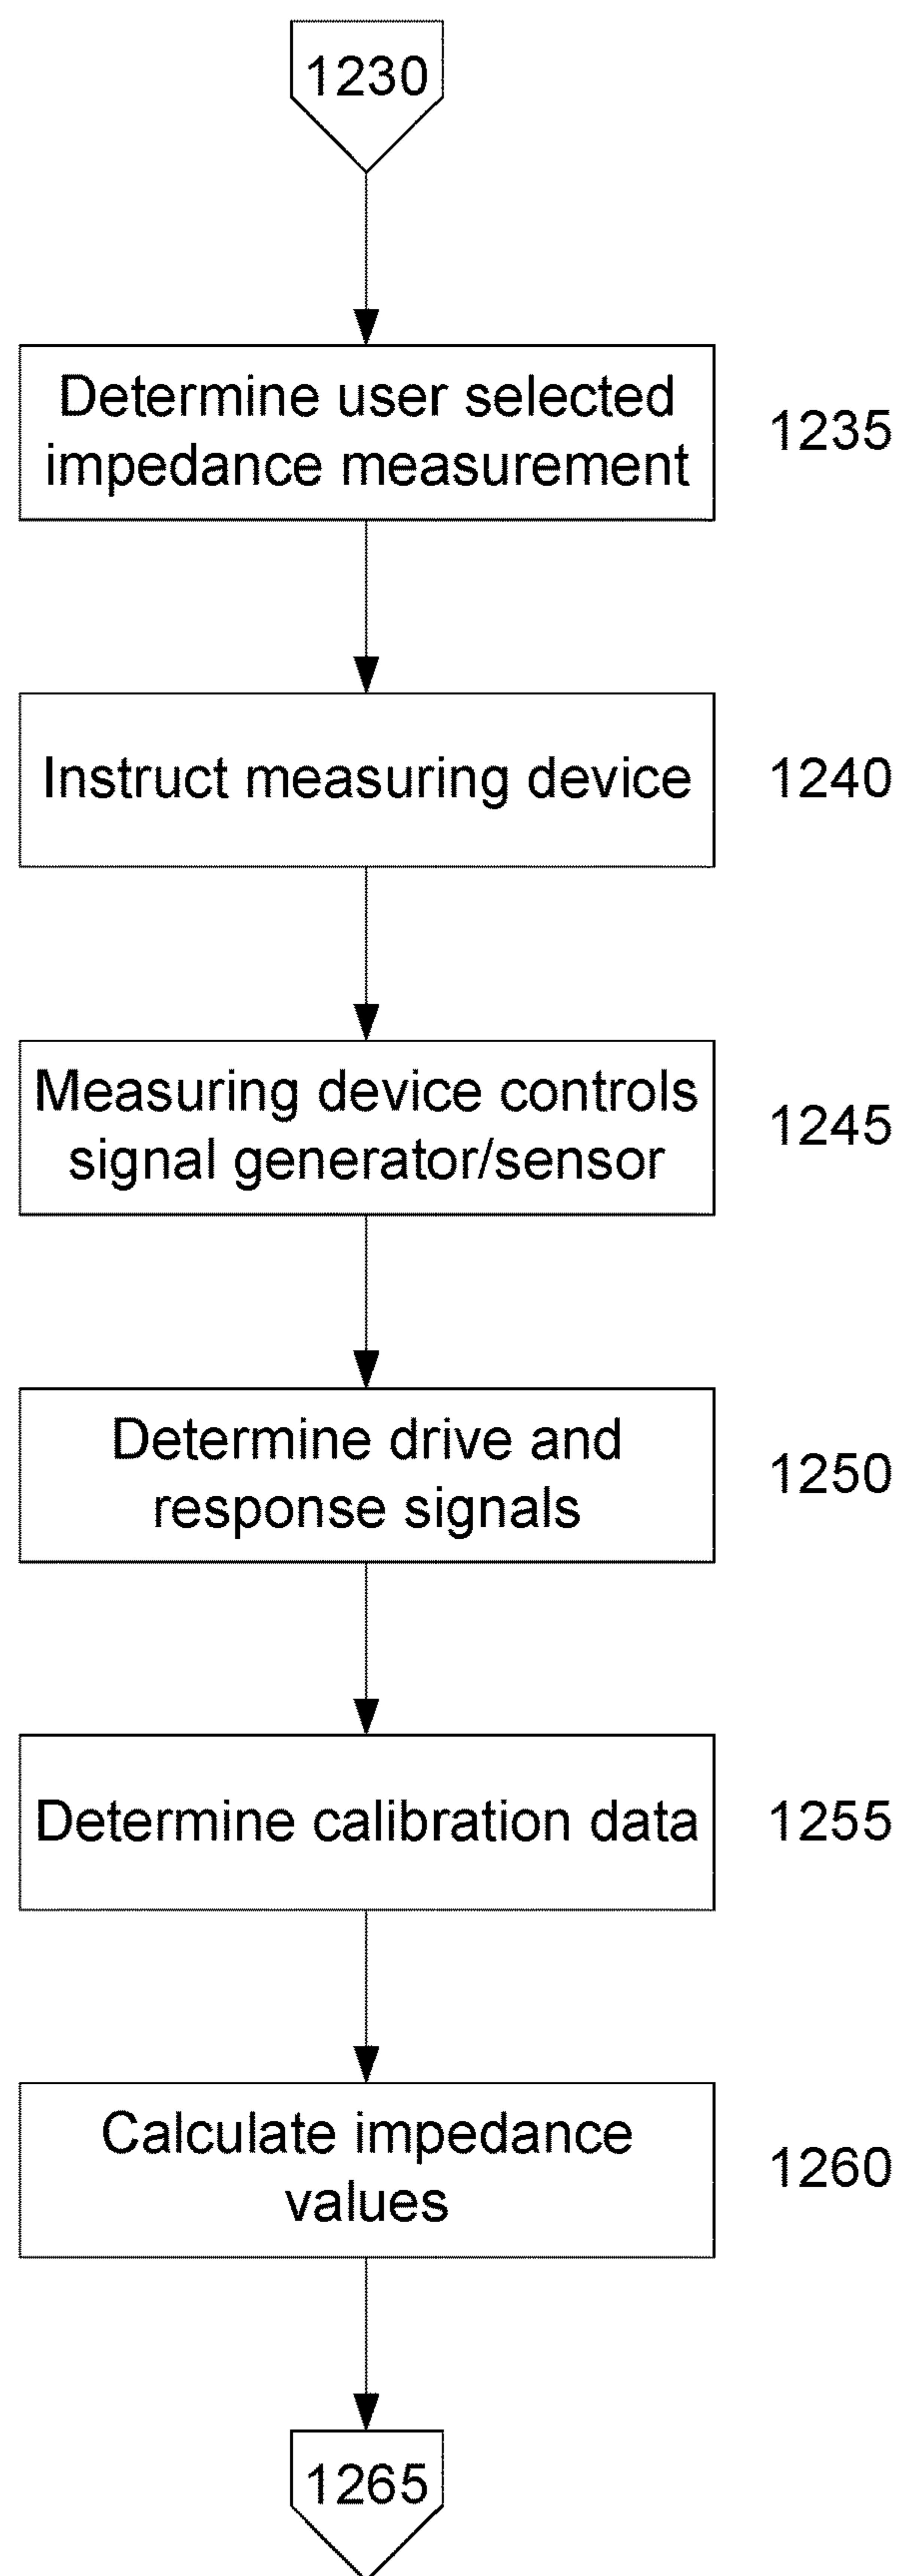 1230
Determine user selected
impedance measurement
1235
Instruct measuring device
1240
Measuring device controls
signal generator/sensor
1245
Determine drive and
response signals
1250
Determine calibration data
1255
Calculate impedance
values
1260
1265